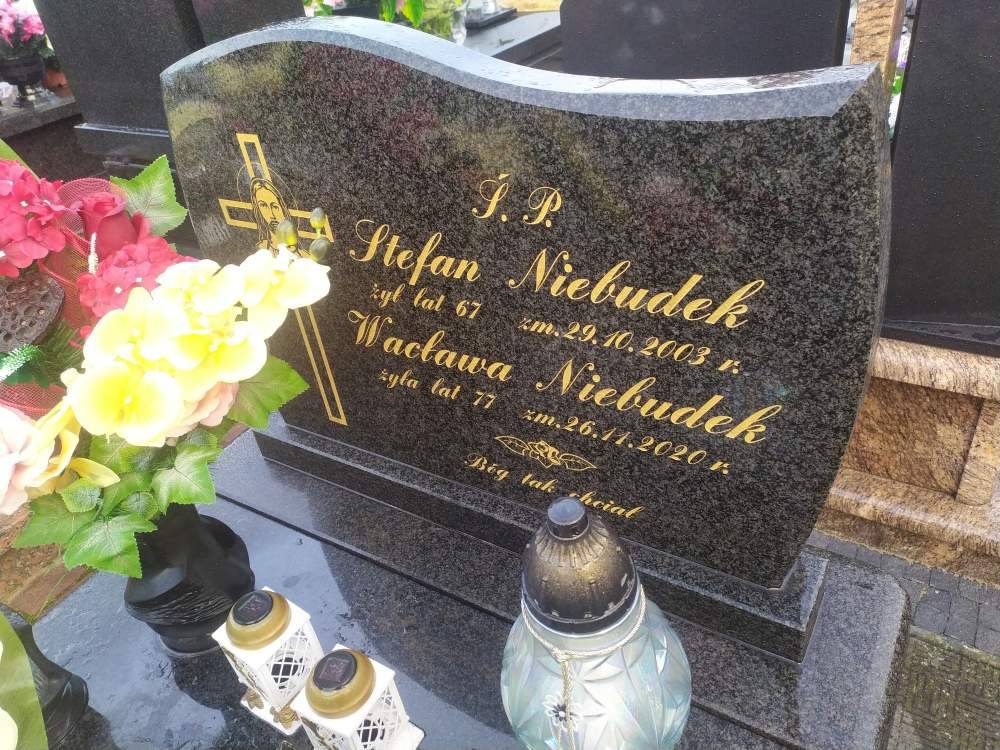 Ś. P.
Stefan Niebudek
żył lat 67 zm. 29.10.2003 r.
Wacława Niebudek
żyła lat 77 zm. 26.11.2020 r.
Bóg tak chciał